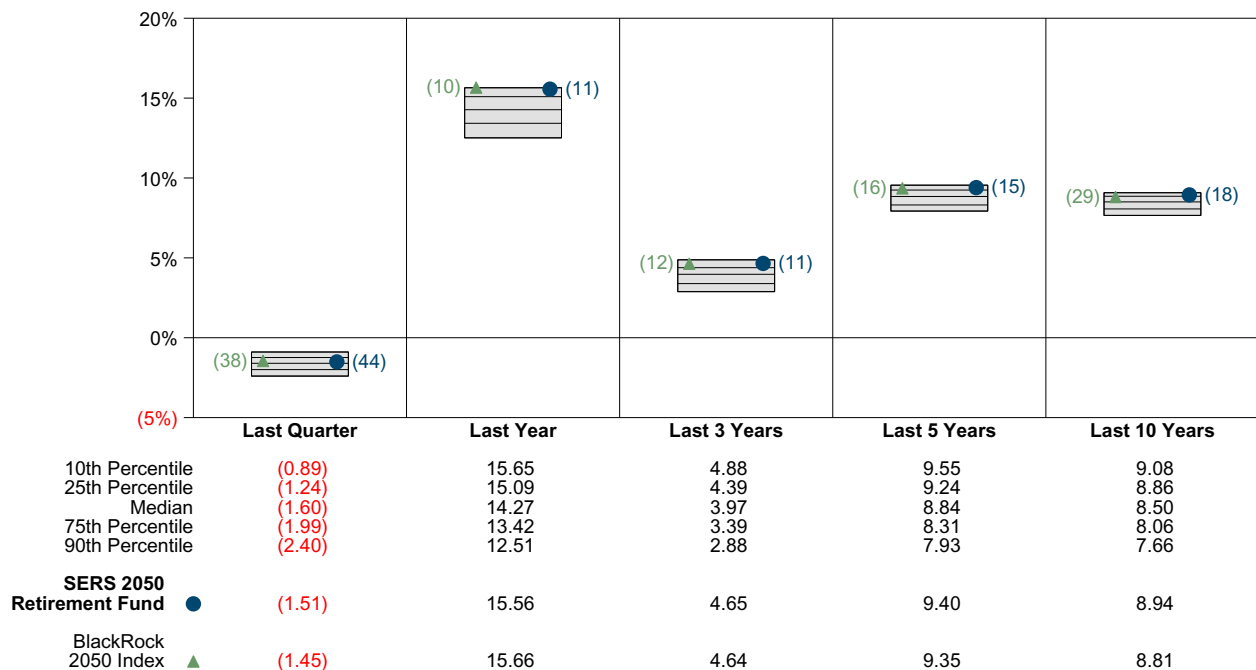 20%
15%
10%
5%
0%
(5%)
(10) (11)
(12) (11)
(16) (15)
(29) (18)
(38) (44)
Last Quarter Last Year Last 3 Years Last 5 Years Last 10 Years
10th Percentile (0.89) 15.65 4.88 9.55 9.08
25th Percentile (1.24) 15.09 4.39 9.24 8.86
Median (1.60) 14.27 3.97 8.84 8.50
75th Percentile (1.99) 13.42 3.39 8.31 8.06
90th Percentile (2.40) 12.51 2.88 7.93 7.66
SERS 2050
Retirement Fund (1.51) 15.56 4.65 9.40 8.94
BlackRock
2050 Index (1.45) 15.66 4.64 9.35 8.81